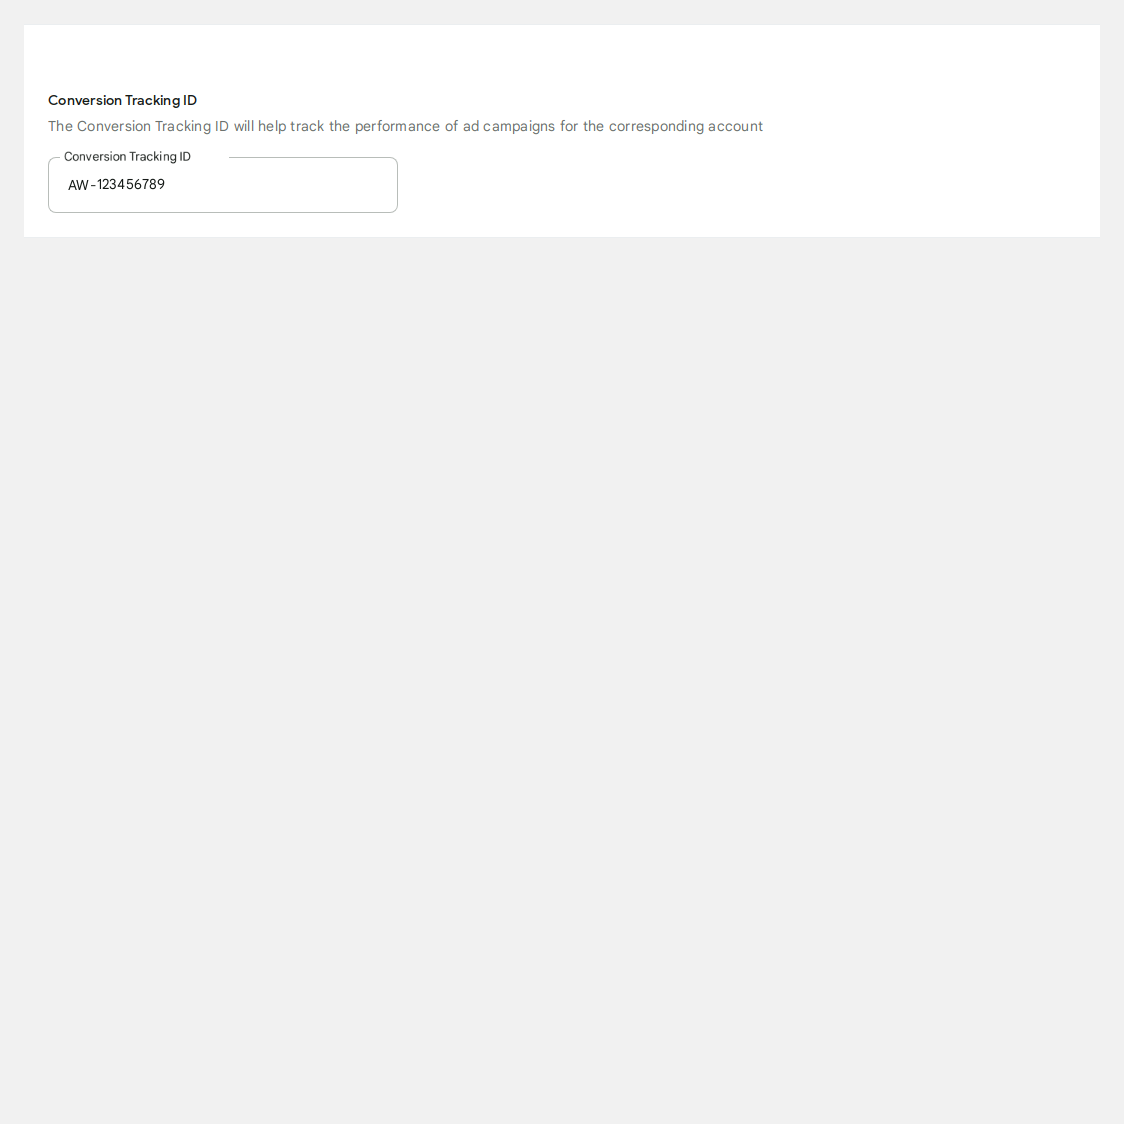 Conversion Tracking ID
The Conversion Tracking ID will help track the performance of ad campaigns for the corresponding account
Conversion Tracking ID
AW-123456789